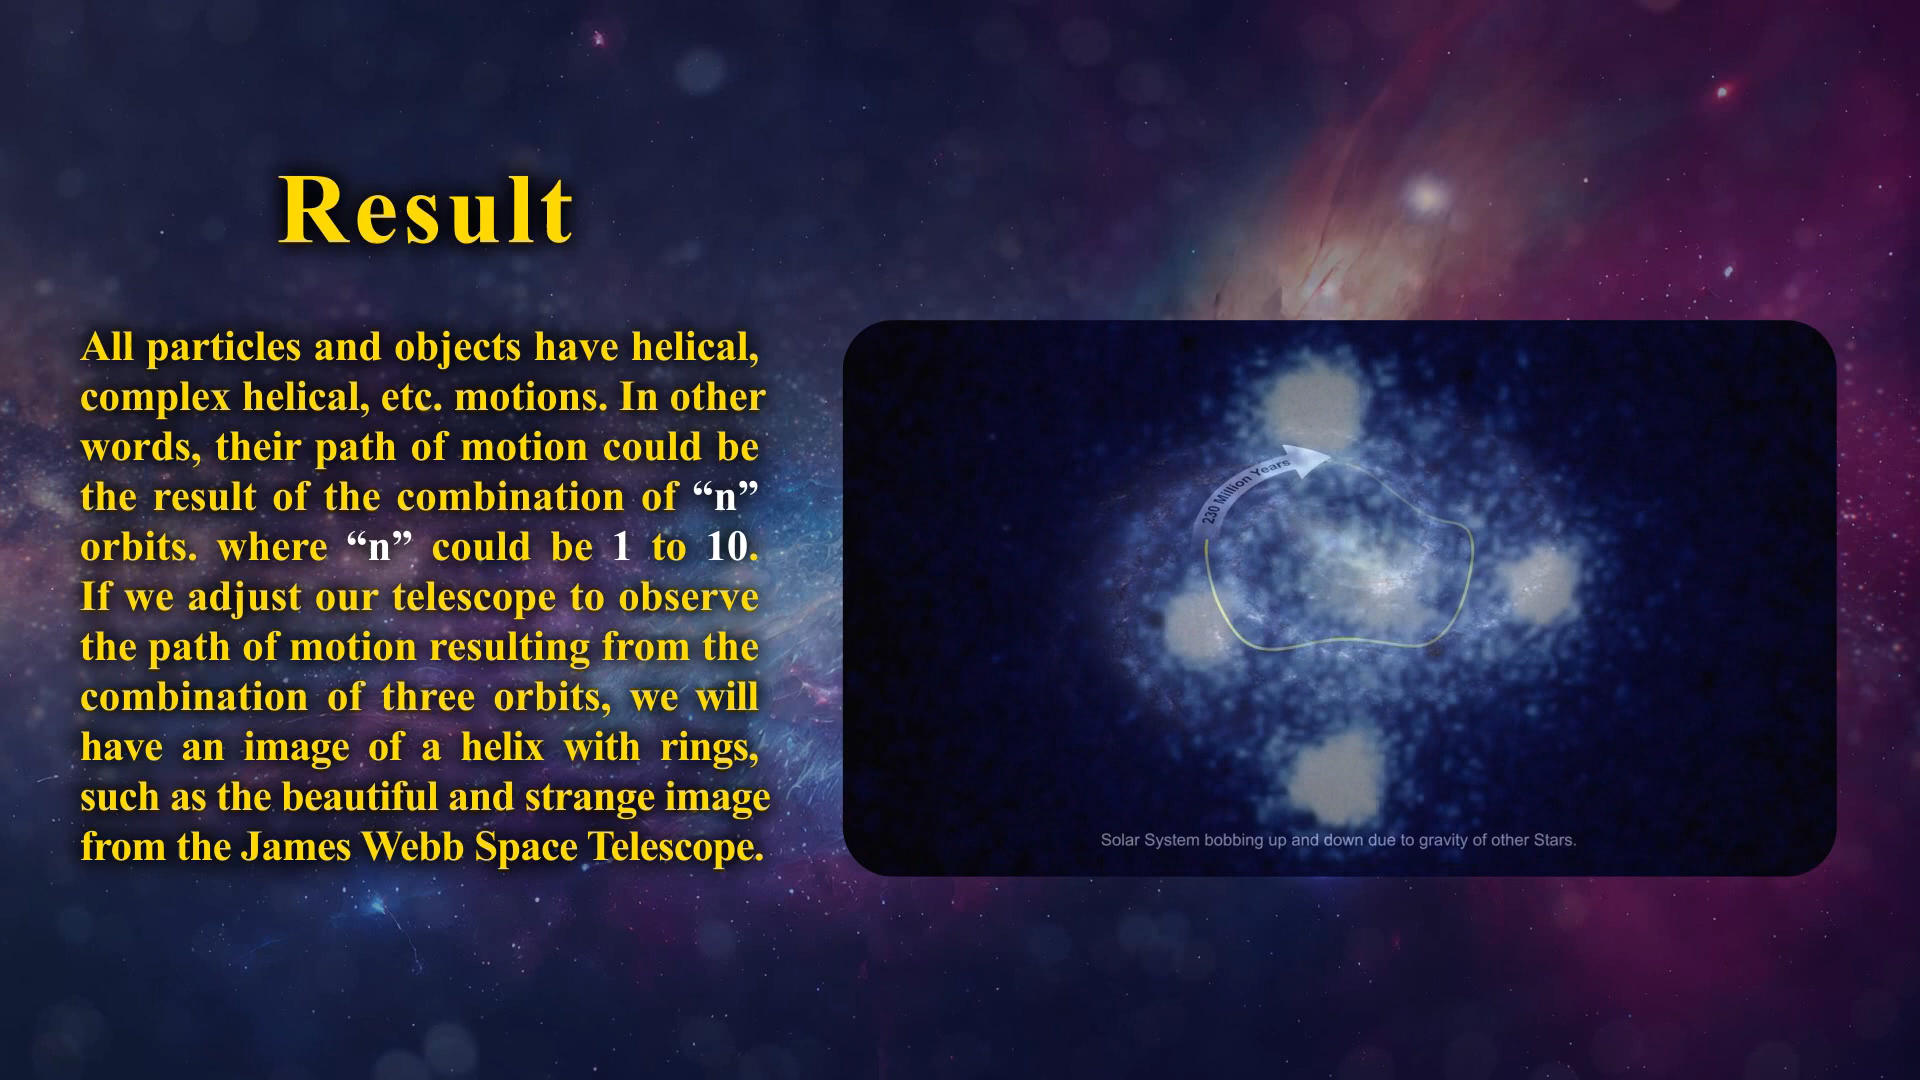 Result
All particles and objects have helical,
complex helical, etc. motions. In other
words, their path of motion could be
the result of the combination of “n”
orbits. where “n” could be 1 to 10.
If we adjust our telescope to observe
the path of motion resulting from the
combination of three orbits, we will
have an image of a helix with rings,
such as the beautiful and strange image
from the James Webb Space Telescope.
230 Million Years
Solar System bobbing up and down due to gravity of other Stars.